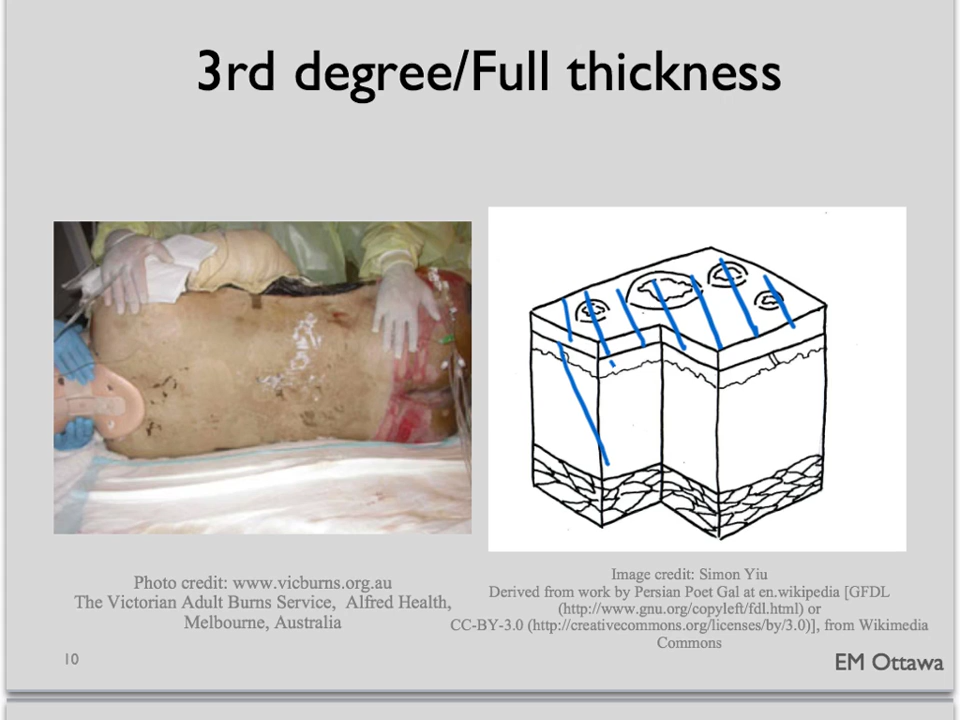 3rd degree/Full thickness
Photo credit: www.vicburns.org.au
The Victorian Adult Burns Service,  Alfred Health,
Melbourne, Australia
Image credit: Simon Yiu
Derived from work by Persian Poet Gal at en.wikipedia [GFDL
(http://www.gnu.org/copyleft/fdl.html) or
CC-BY-3.0 (http://creativecommons.org/licenses/by/3.0)], from Wikimedia
Commons
10
EM Ottawa